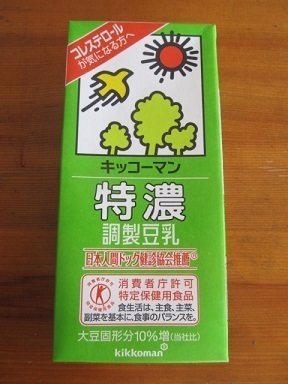 コレステロール
が気になる方へ
キッコーマン
特濃
調製豆乳
日本人間ドック健診協会推薦
消費者庁許可
特定保健用食品
食生活は、主食、主菜、
副菜を基本に、食事のバランスを。
大豆固形分10%増(当社比)
kikkoman